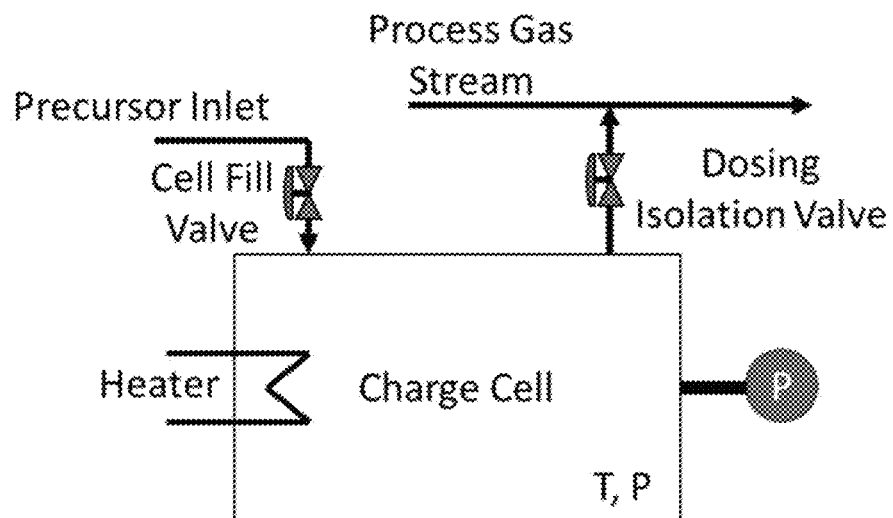 Process Gas
Stream
Precursor Inlet
Cell Fill
Valve
Dosing
Isolation Valve
Heater
Charge Cell
P
T, P